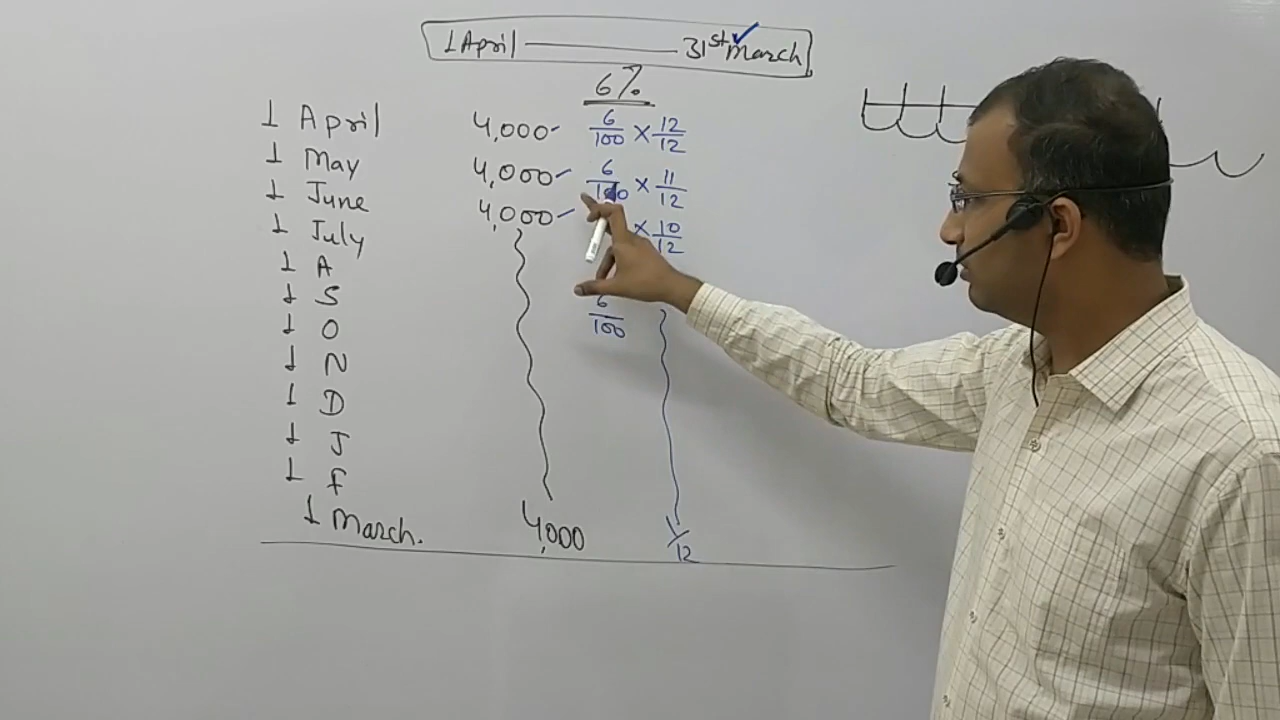 1 April 31st March
6%
1 April 4,000 6/100 × 12/12
1 May 4,000 6/100 × 11/12
1 June 4,000 × 10/12
1 July
1 A
1 S 6/100
1 O
1 N
1 D
1 J
1 F
1 March. 4,000 1/12